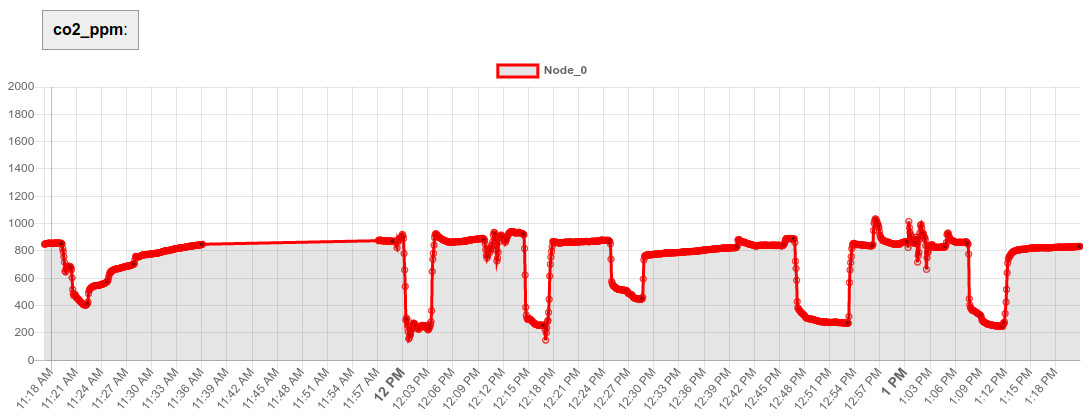 co2_ppm:
Node_0
2000
1800
1600
1400
1200
1000
800
600
400
200
0
11:18 AM
11:21 AM
11:24 AM
11:27 AM
11:30 AM
11:33 AM
11:36 AM
11:39 AM
11:42 AM
11:45 AM
11:48 AM
11:51 AM
11:54 AM
11:57 AM
12 PM
12:03 PM
12:06 PM
12:09 PM
12:12 PM
12:15 PM
12:18 PM
12:21 PM
12:24 PM
12:27 PM
12:30 PM
12:33 PM
12:36 PM
12:39 PM
12:42 PM
12:45 PM
12:48 PM
12:51 PM
12:54 PM
12:57 PM
1 PM
1:03 PM
1:06 PM
1:09 PM
1:12 PM
1:15 PM
1:18 PM